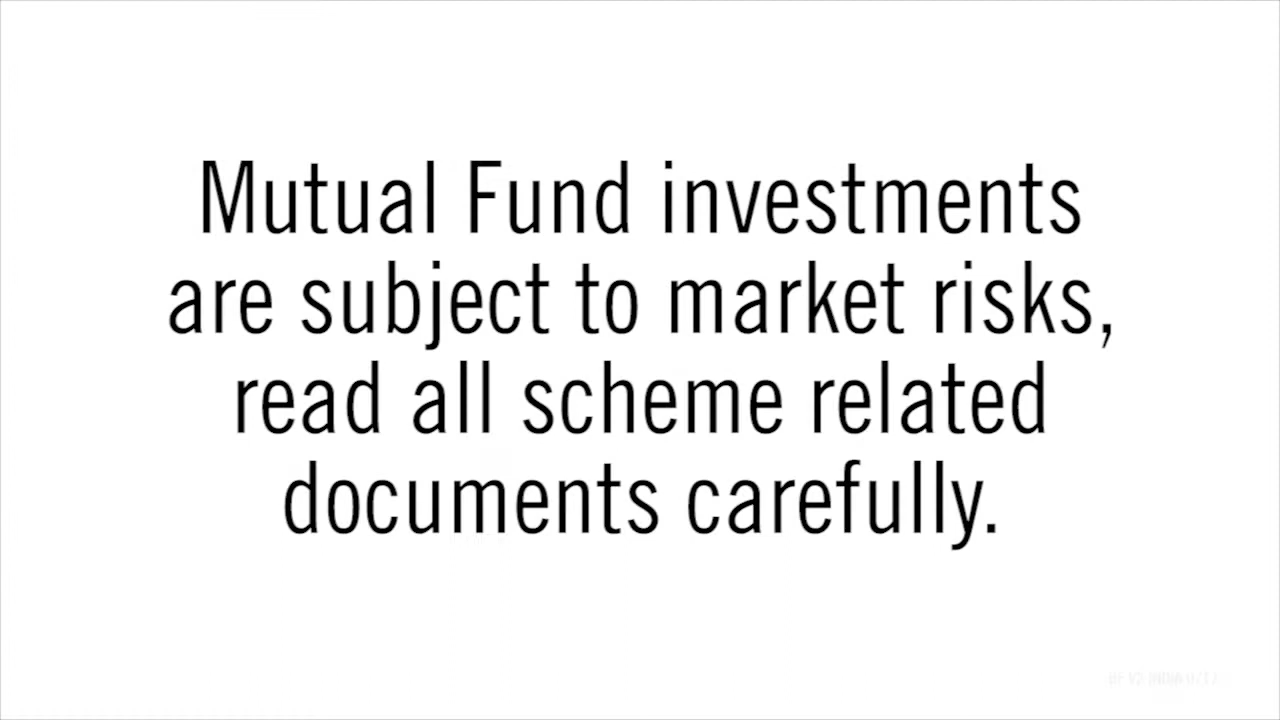 Mutual Fund investments
are subject to market risks,
read all scheme related
documents carefully.